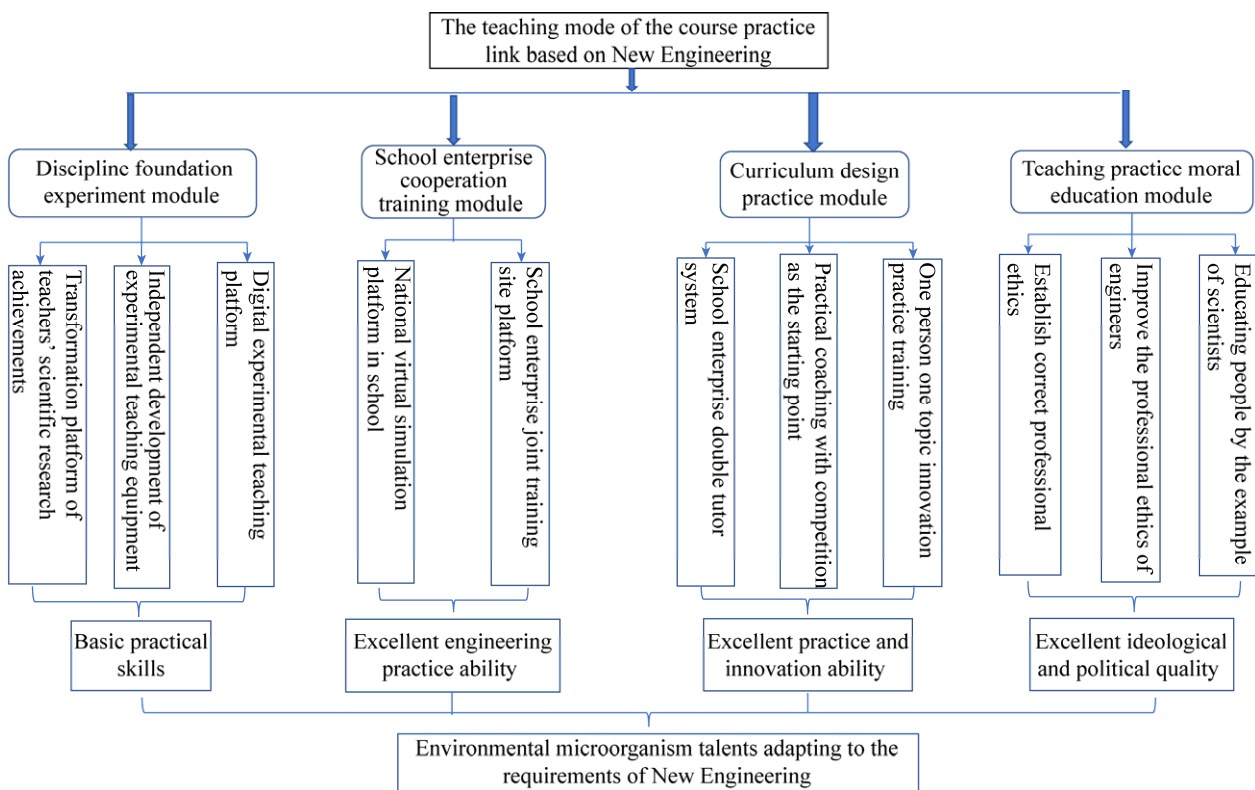 The teaching mode of the course practice
link based on New Engineering
Disciplinc foundation
experiment module
School enterprise
cooperation
training module
Curriculum design
practice module
Teaching practice moral
education module
Transformation platform of
teachers’ scientific research
achievements
Independent development of
experimental teaching equipment
Digital experimental teaching
platform
National virtual simulation
platform in school
School enterprise joint training
site platform
School enterprise double tutor
system
Practical coaching with competition
as the starting point
One person one topic innovation
practice training
Establish correct professional
ethics
Improve the professional ethics of
engineers
Educating people by the example
of scientists
Basic practical
skills
Excellent engineering
practice ability
Excellent practice and
innovation ability
Excellent ideological
and political quality
Environmental microorganism talents adapting to the
requirements of New Engineering